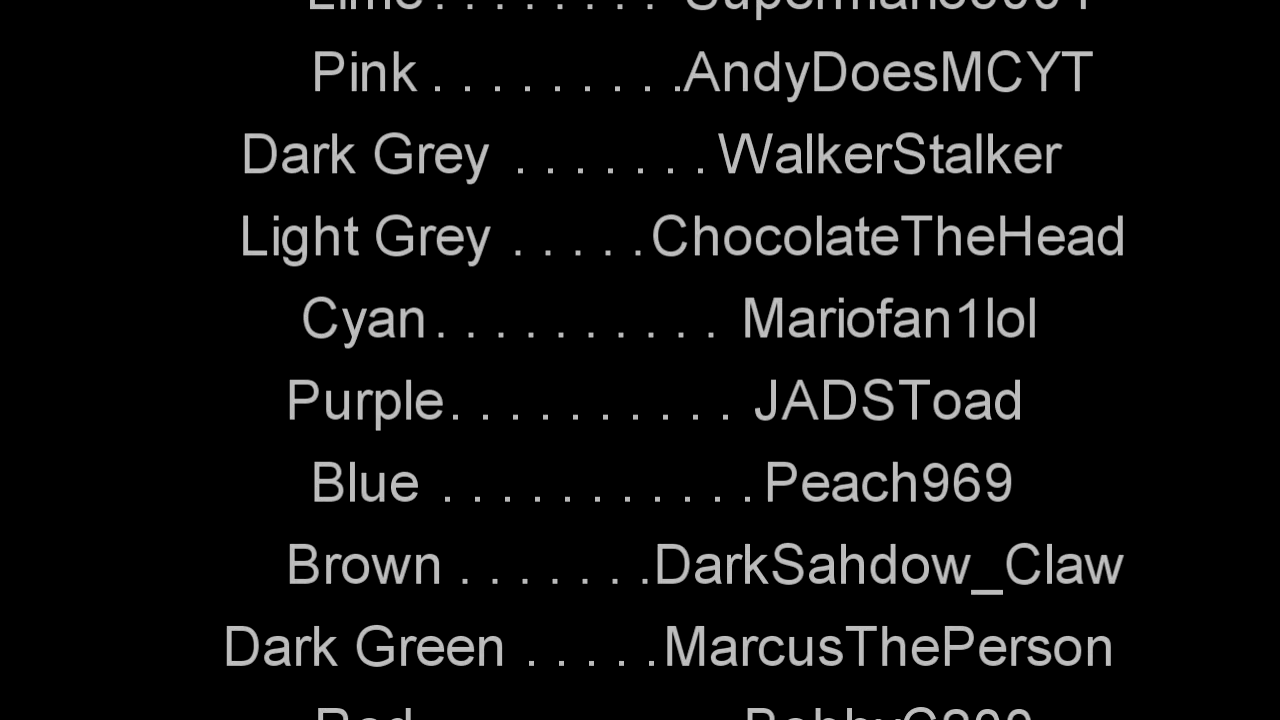 Pink . . . . . . . . .AndyDoesMCYT
Dark Grey . . . . . . . WalkerStalker
Light Grey . . . . .ChocolateTheHead
Cyan. . . . . . . . . . Mariofan1lol
Purple. . . . . . . . . . JADSToad
Blue . . . . . . . . . . . Peach969
Brown . . . . . . .DarkSahdow_Claw
Dark Green . . . . .MarcusThePerson
Red